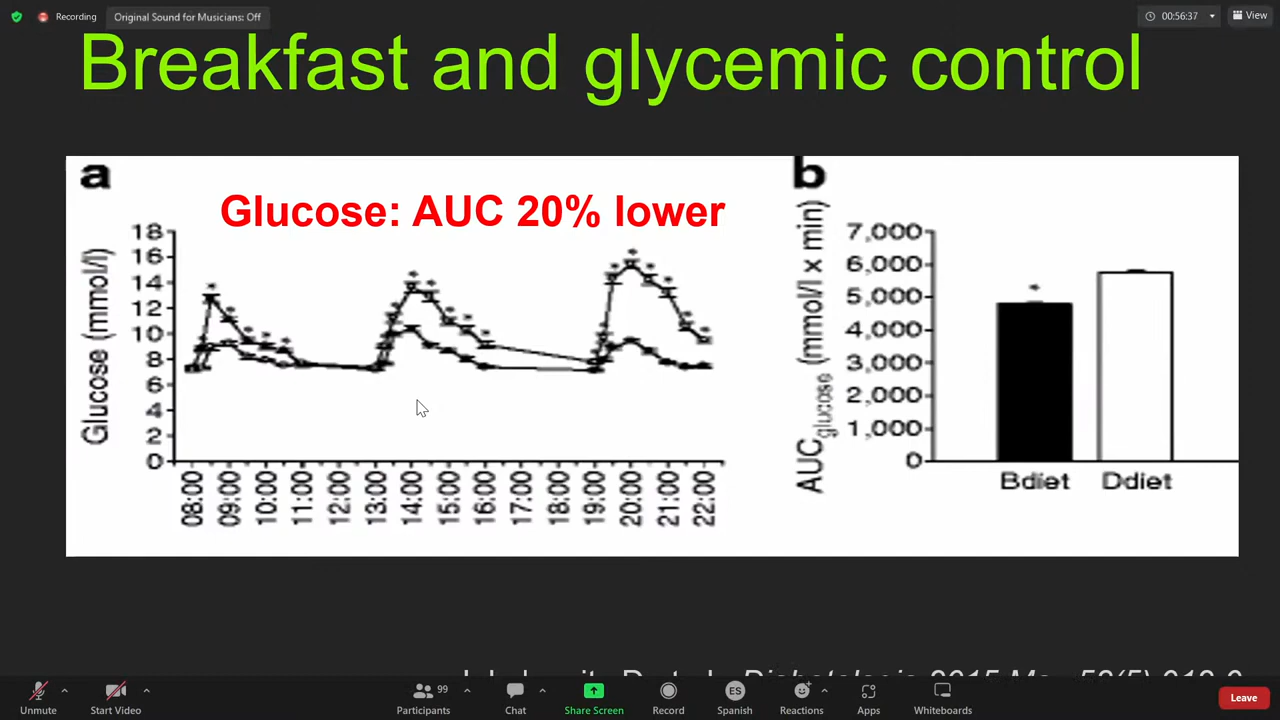 Recording
Original Sound for Musicians: Off
00:56:37
View
Breakfast and glycemic control
a
Glucose: AUC 20% lower
Glucose (mmol/l)
18
16
14
12
10
8
6
4
2
0
08:00
09:00
10:00
11:00
12:00
13:00
14:00
15:00
16:00
17:00
18:00
19:00
20:00
21:00
22:00
b
AUCglucose (mmol/l x min)
7,000
6,000
5,000
4,000
3,000
2,000
1,000
0
Bdiet
Ddiet
2015
Unmute
Start Video
99
Participants
Chat
Share Screen
Record
ES
Spanish
Reactions
Apps
Whiteboards
Leave